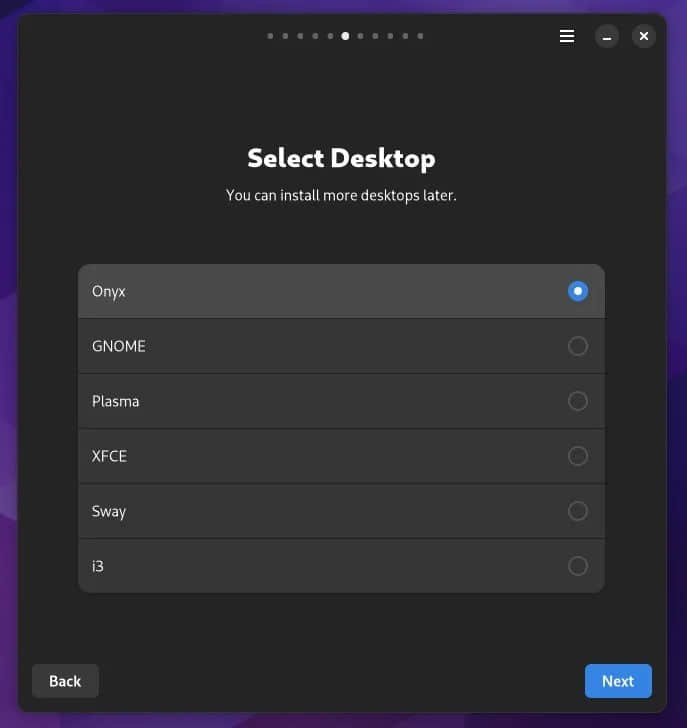 Select Desktop
You can install more desktops later.
Onyx
GNOME
Plasma
XFCE
Sway
i3
Back
Next